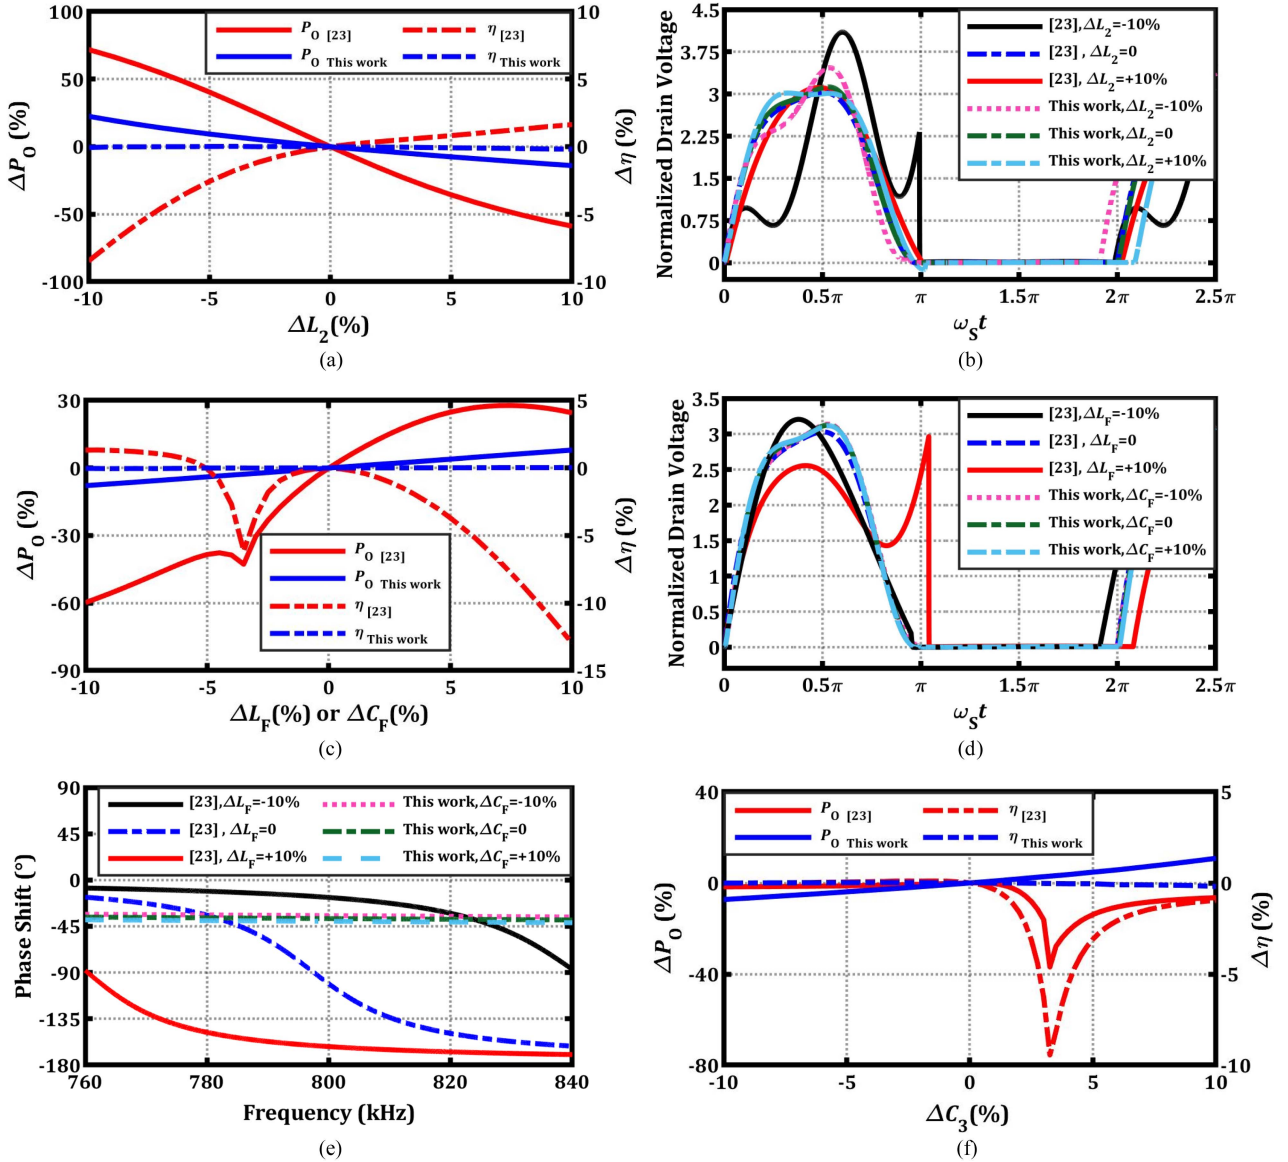 100
50
0
-50
-100
10
5
0
-5
-10
-10
-5
0
5
10
ΔP_O (%)
Δη (%)
ΔL_2(%)
P_O [23]
η [23]
P_O This work
η This work
(a)
4.5
3.75
3
2.25
1.5
0.75
0
0
0.5π
π
1.5π
2π
2.5π
Normalized Drain Voltage
ω_S t
[23],ΔL_2=-10%
[23] , ΔL_2=0
[23], ΔL_2=+10%
This work,ΔL_2=-10%
This work,ΔL_2=0
This work,ΔL_2=+10%
(b)
30
0
-30
-60
-90
5
0
-5
-10
-15
-10
-5
0
5
10
ΔP_O (%)
Δη (%)
ΔL_F(%) or ΔC_F(%)
P_O [23]
P_O This work
η [23]
η This work
(c)
3.5
3
2.5
2
1.5
1
0.5
0
0
0.5π
π
1.5π
2π
2.5π
Normalized Drain Voltage
ω_S t
[23],ΔL_F=-10%
[23] , ΔL_F=0
[23], ΔL_F=+10%
This work,ΔC_F=-10%
This work,ΔC_F=0
This work,ΔC_F=+10%
(d)
90
45
0
-45
-90
-135
-180
760
780
800
820
840
Phase Shift (°)
Frequency (kHz)
[23],ΔL_F=-10%
[23] , ΔL_F=0
[23], ΔL_F=+10%
This work,ΔC_F=-10%
This work,ΔC_F=0
This work,ΔC_F=+10%
(e)
40
0
-40
-80
5
0
-5
-10
-10
-5
0
5
10
ΔP_O (%)
Δη (%)
ΔC_3(%)
P_O [23]
η [23]
P_O This work
η This work
(f)